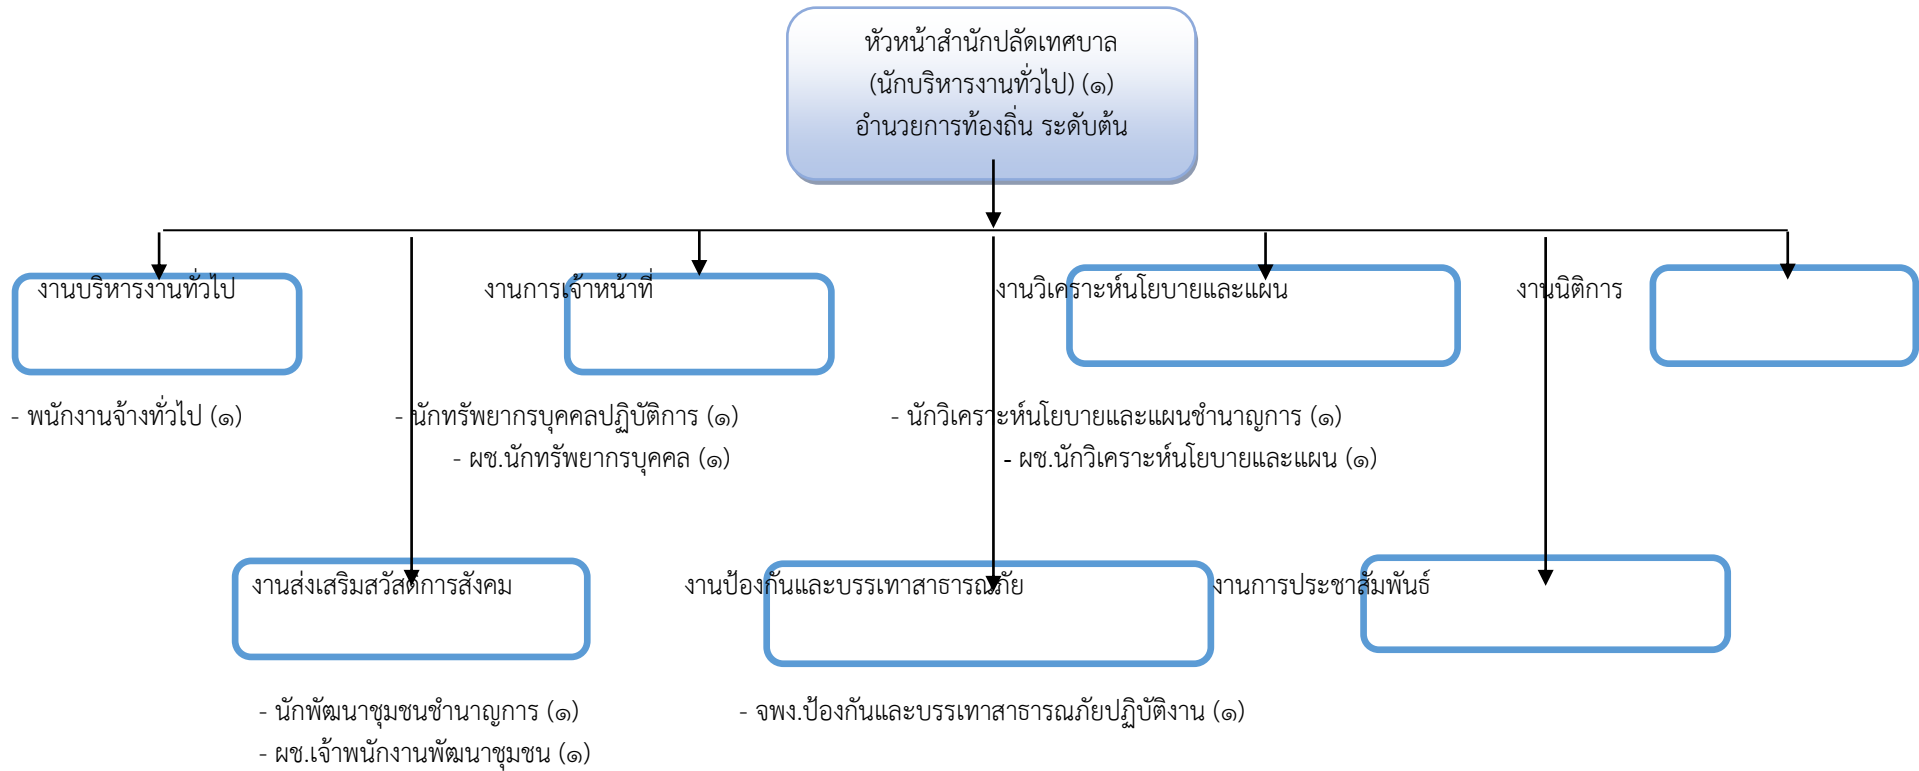 หัวหน้าสำนักปลัดเทศบาล
(นักบริหารงานทั่วไป) (๑)
อำนวยการท้องถิ่น ระดับต้น
งานบริหารงานทั่วไป งานการเจ้าหน้าที่ งานวิเคราะห์นโยบายและแผน งานนิติการ
- พนักงานจ้างทั่วไป (๑) - นักทรัพยากรบุคคลปฏิบัติการ (๑) - นักวิเคราะห์นโยบายและแผนชำนาญการ (๑)
- ผช.นักทรัพยากรบุคคล (๑) - ผช.นักวิเคราะห์นโยบายและแผน (๑)
งานส่งเสริมสวัสดิการสังคม งานป้องกันและบรรเทาสาธารณภัย งานการประชาสัมพันธ์
- นักพัฒนาชุมชนชำนาญการ (๑) - จพง.ป้องกันและบรรเทาสาธารณภัยปฏิบัติงาน (๑)
- ผช.เจ้าพนักงานพัฒนาชุมชน (๑)